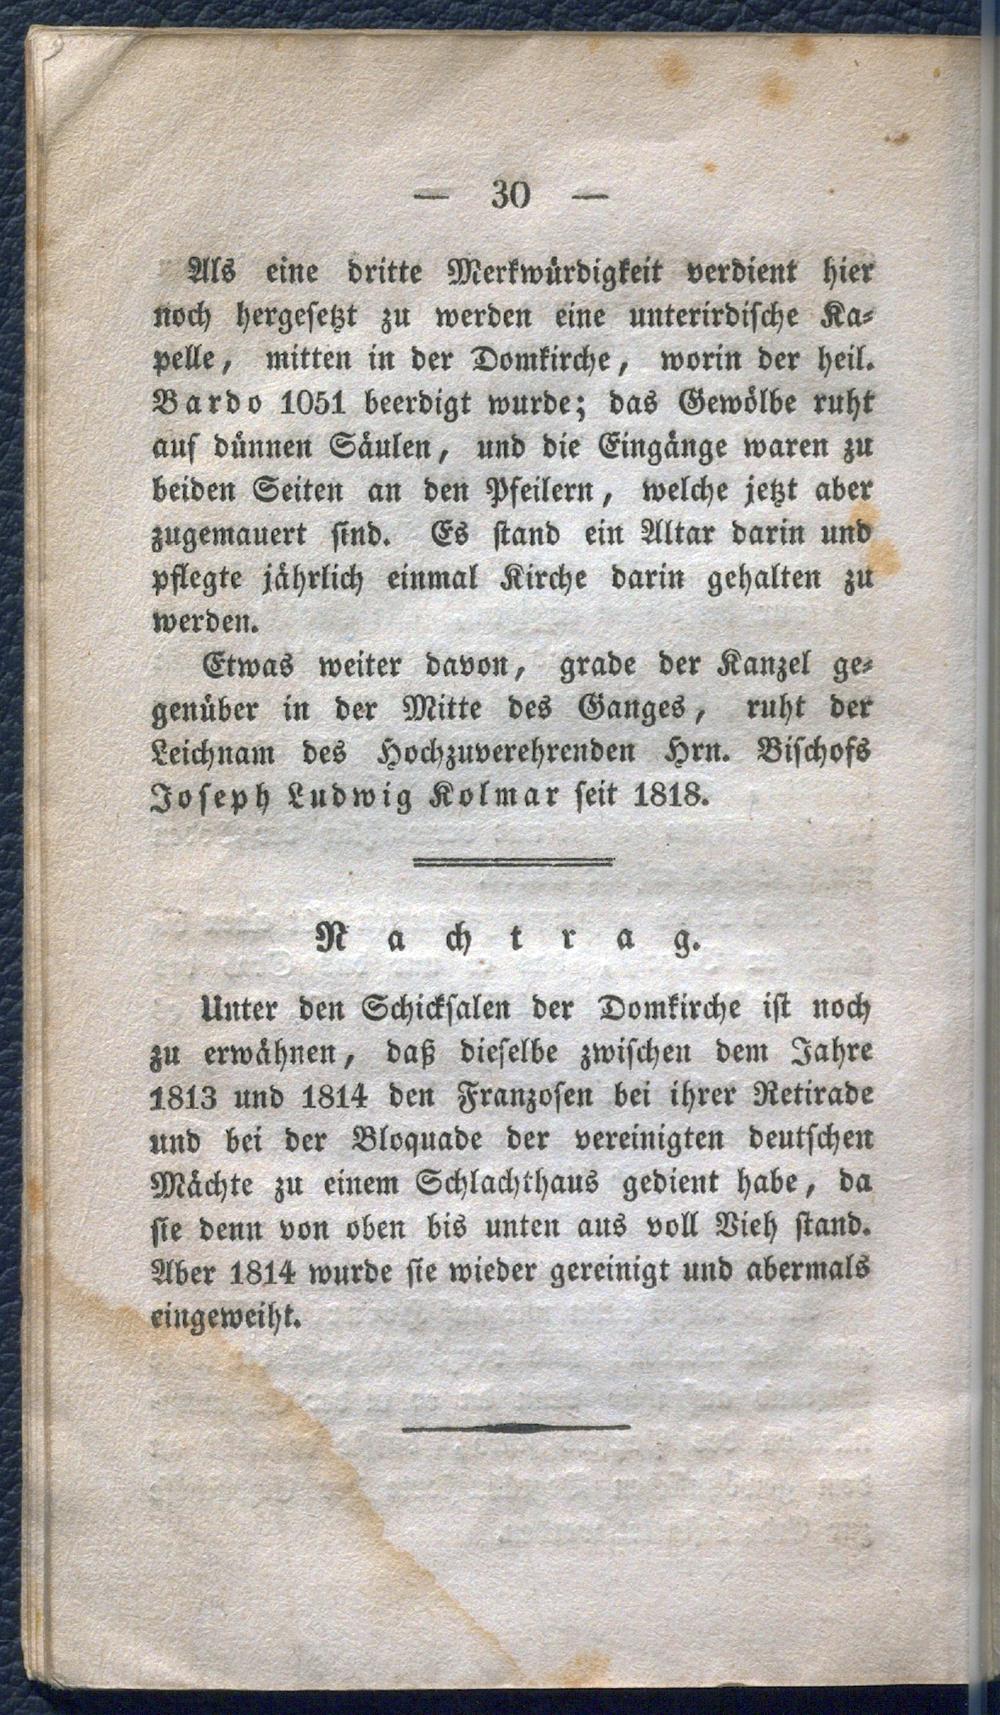 — 30 —
Als eine dritte Merkwürdigkeit verdient hier
noch hergesetzt zu werden eine unterirdische Ka-
pelle, mitten in der Domkirche, worin der heil.
Bardo 1051 beerdigt wurde; das Gewölbe ruht
auf dünnen Säulen, und die Eingänge waren zu
beiden Seiten an den Pfeilern, welche jetzt aber
zugemauert sind. Es stand ein Altar darin und
pflegte jährlich einmal Kirche darin gehalten zu
werden.
Etwas weiter davon, grade der Kanzel ge-
genüber in der Mitte des Ganges, ruht der
Leichnam des Hochzuverehrenden Hrn. Bischofs
Joseph Ludwig Kolmar seit 1818.
Nachtrag.
Unter den Schicksalen der Domkirche ist noch
zu erwähnen, daß dieselbe zwischen dem Jahre
1813 und 1814 den Franzosen bei ihrer Retirade
und bei der Bloquade der vereinigten deutschen
Mächte zu einem Schlachthaus gedient habe, da
sie denn von oben bis unten aus voll Vieh stand.
Aber 1814 wurde sie wieder gereinigt und abermals
eingeweiht.